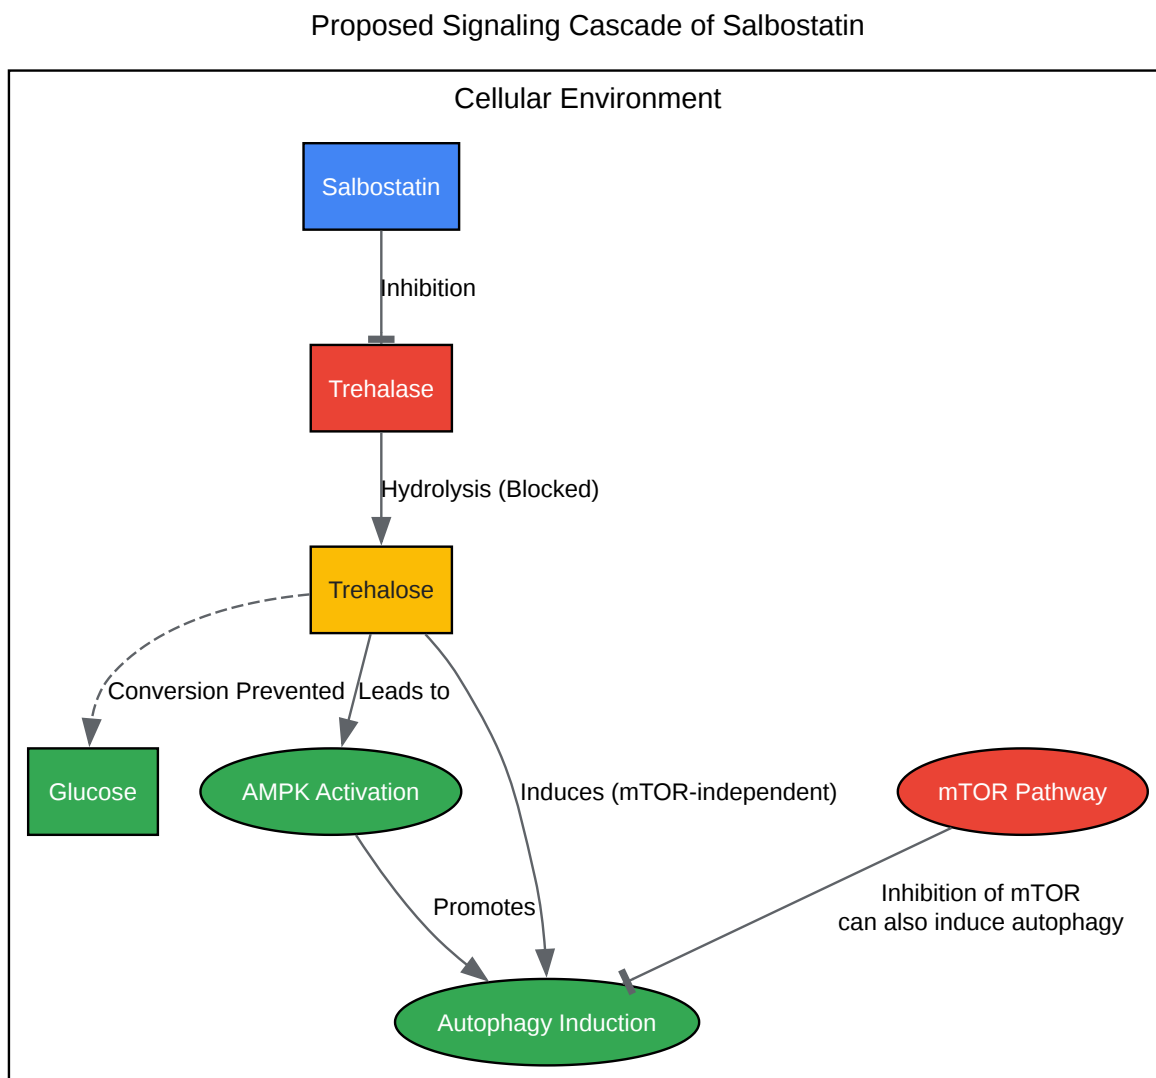 Proposed Signaling Cascade of Salbostatin
Cellular Environment
Salbostatin
Inhibition
Trehalase
Hydrolysis (Blocked)
Trehalose
Conversion Prevented
Leads to
Glucose
AMPK Activation
Induces (mTOR-independent)
mTOR Pathway
Promotes
Inhibition of mTOR
can also induce autophagy
Autophagy Induction